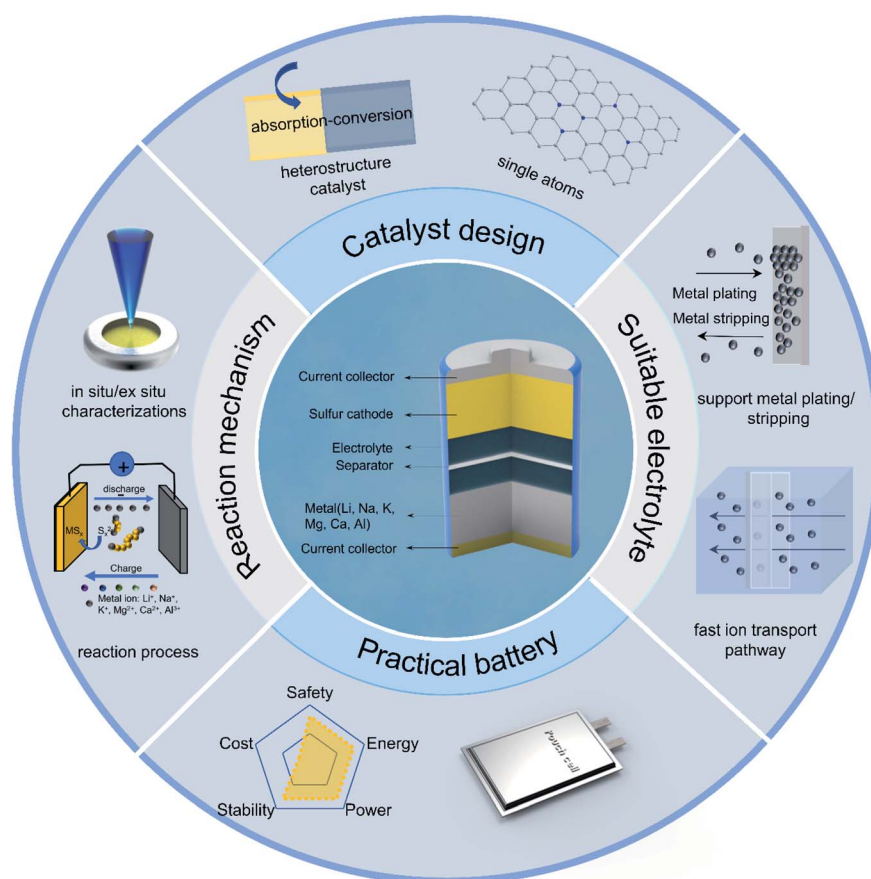 absorption-conversion
heterostructure
catalyst
single atoms
Catalyst design
in situ/ex situ
characterizations
Reaction mechanism
discharge
−
+
MSₓ
Sₓ²⁻
Charge
Metal ion: Li⁺, Na⁺,
K⁺, Mg²⁺, Ca²⁺, Al³⁺
reaction process
Current collector
Sulfur cathode
Electrolyte
Separator
Metal(Li, Na, K,
Mg, Ca, Al)
Current collector
Suitable electrolyte
Metal plating
Metal stripping
support metal plating/
stripping
fast ion transport
pathway
Practical battery
Safety
Cost
Energy
Stability
Power
Pouch Cell